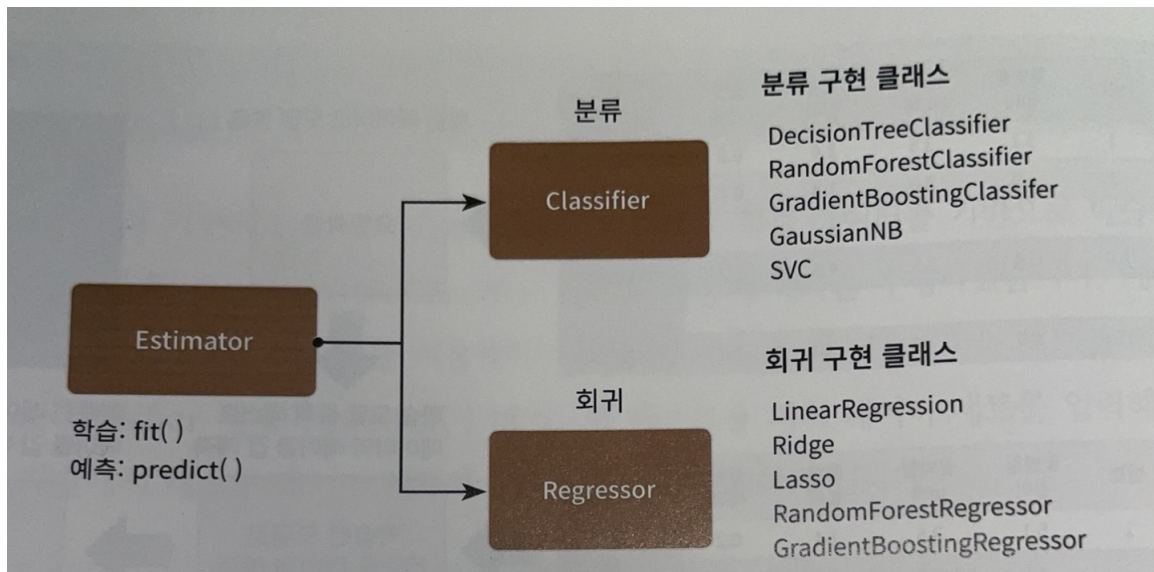 Estimator
학습: fit( )
예측: predict( )
분류
Classifier
분류 구현 클래스
DecisionTreeClassifier
RandomForestClassifier
GradientBoostingClassifer
GaussianNB
SVC
회귀
Regressor
회귀 구현 클래스
LinearRegression
Ridge
Lasso
RandomForestRegressor
GradientBoostingRegressor